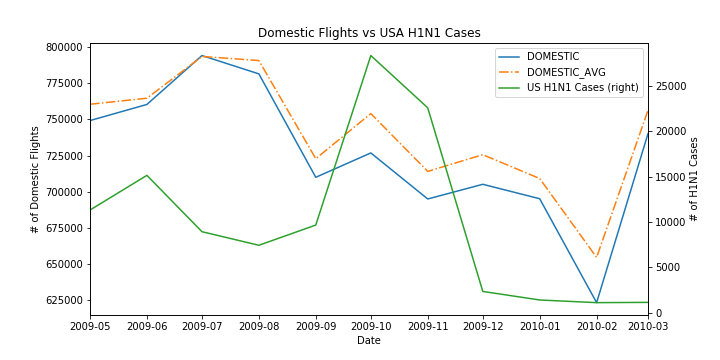 Domestic Flights vs USA H1N1 Cases
DOMESTIC
DOMESTIC_AVG
US H1N1 Cases (right)
800000
775000
750000
725000
700000
675000
650000
625000
# of Domestic Flights
25000
20000
15000
10000
5000
0
# of H1N1 Cases
2009-05 2009-06 2009-07 2009-08 2009-09 2009-10 2009-11 2009-12 2010-01 2010-02 2010-03
Date